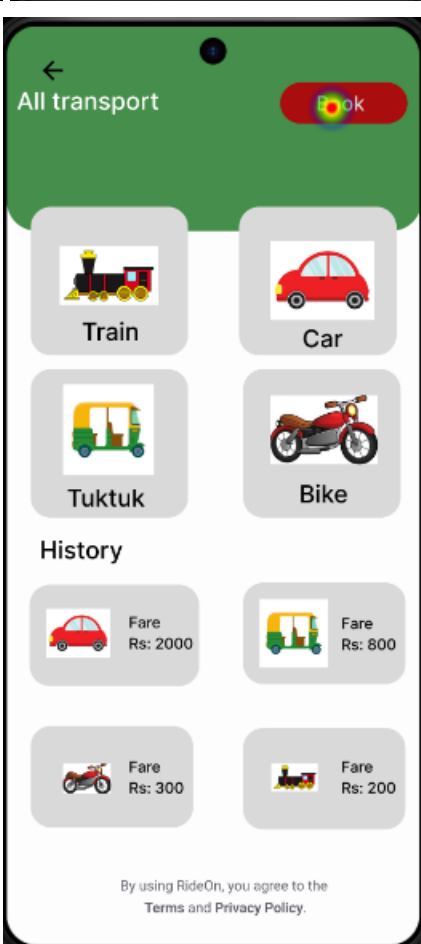 All transport
Book
Train
Car
Tuktuk
Bike
History
Fare
Rs: 2000
Fare
Rs: 800
Fare
Rs: 300
Fare
Rs: 200
By using RideOn, you agree to the
Terms and Privacy Policy.